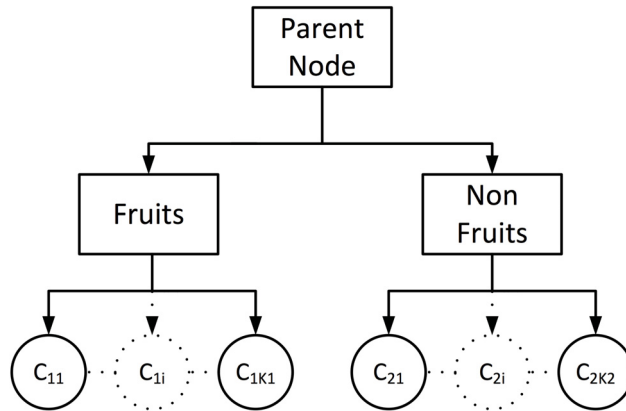 Parent
Node
Fruits
Non
Fruits
C₁₁
C₁ᵢ
C₁ₖ₁
C₂₁
C₂ᵢ
C₂ₖ₂